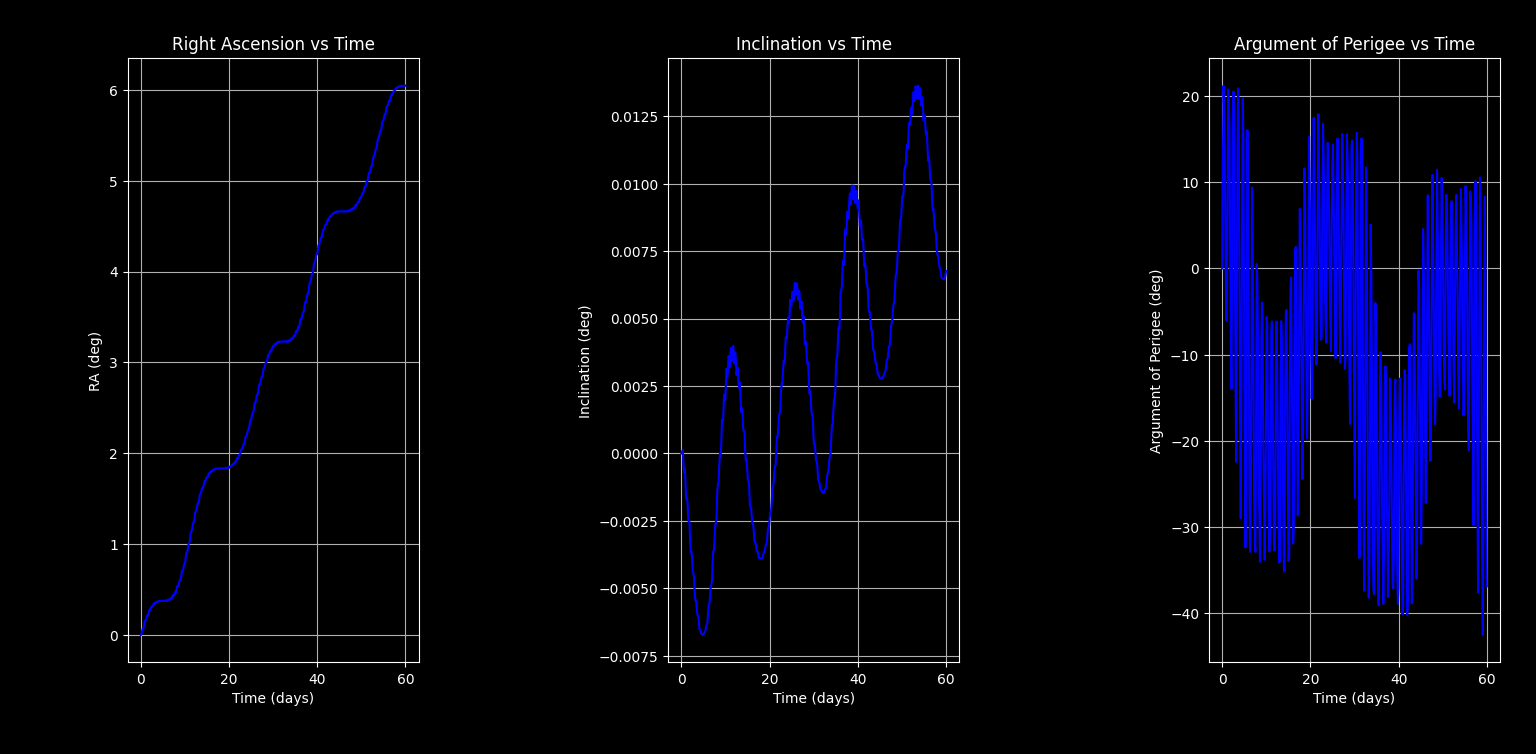 Right Ascension vs Time
RA (deg)
6
5
4
3
2
1
0
0 20 40 60
Time (days)
Inclination vs Time
Inclination (deg)
0.0125
0.0100
0.0075
0.0050
0.0025
0.0000
−0.0025
−0.0050
−0.0075
0 20 40 60
Time (days)
Argument of Perigee vs Time
Argument of Perigee (deg)
20
10
0
−10
−20
−30
−40
0 20 40 60
Time (days)